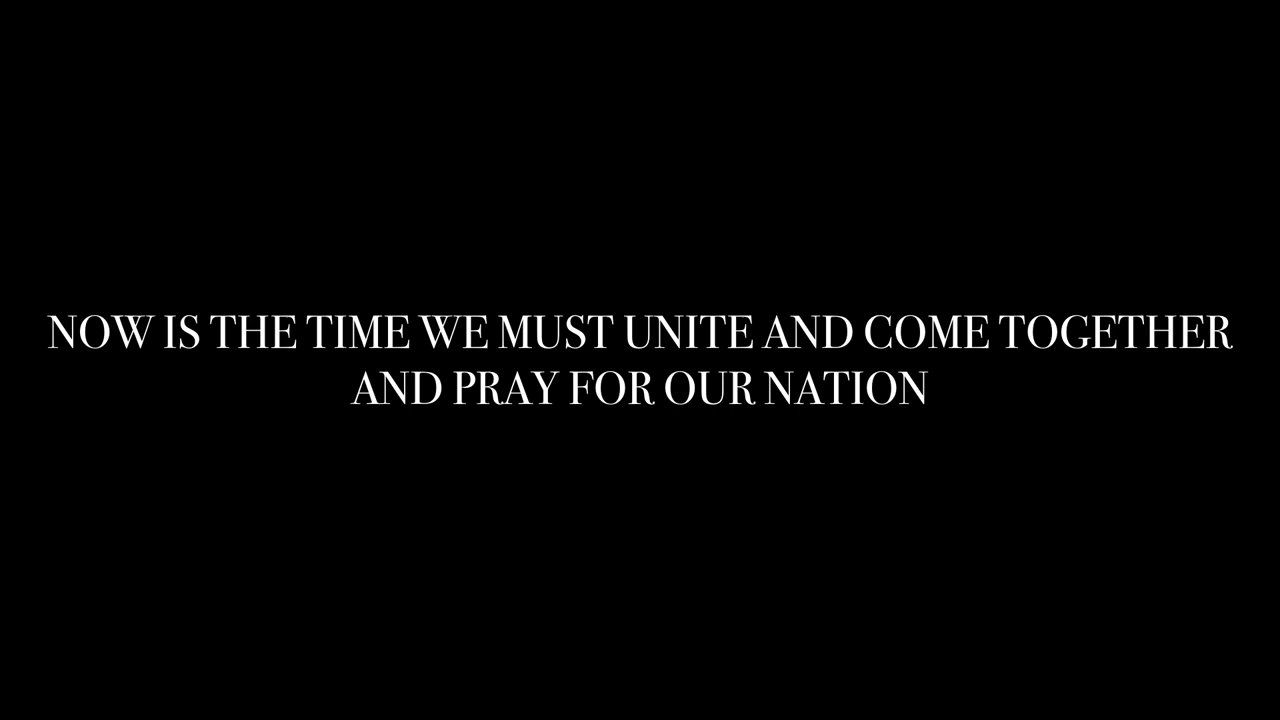 NOW IS THE TIME WE MUST UNITE AND COME TOGETHER
AND PRAY FOR OUR NATION